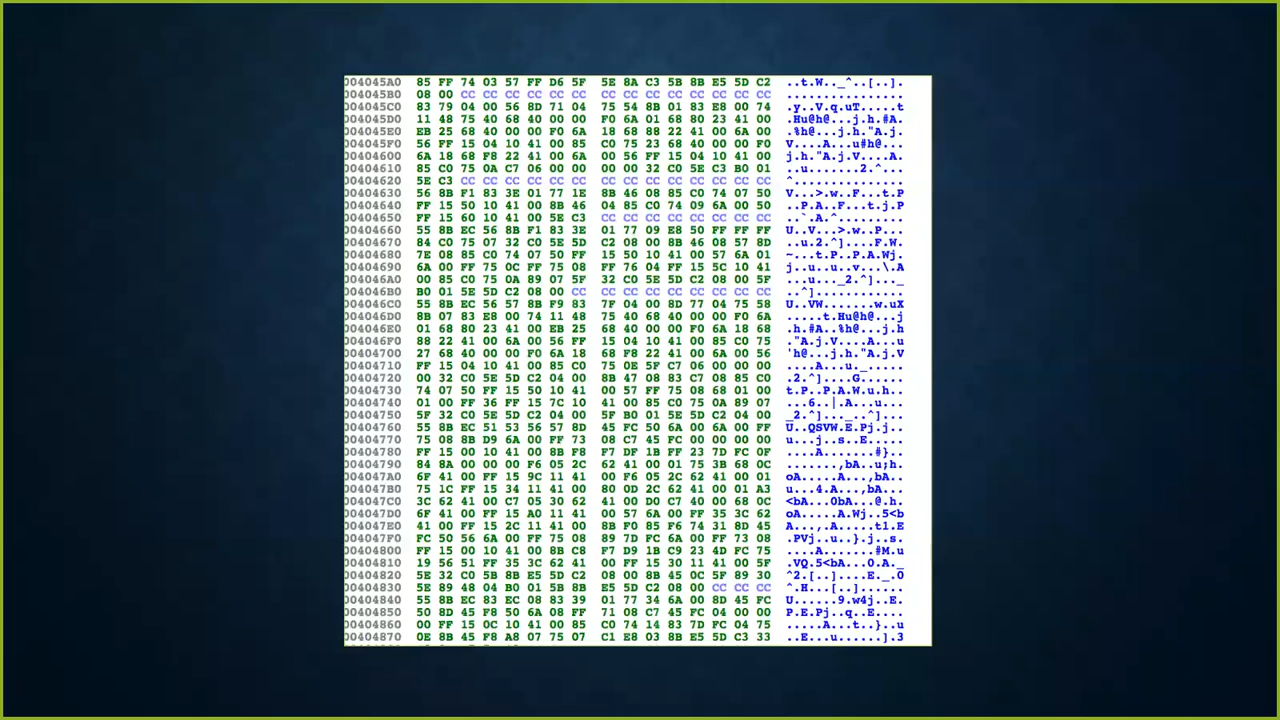 004045A0 85 FF 74 03 57 FF D6 5F 5E 8A C3 5B 8B E5 5D C2 ..t.W.._^..[..].
004045B0 08 00 CC CC CC CC CC CC CC CC CC CC CC CC CC CC ................
004045C0 83 79 04 00 56 8D 71 04 75 54 8B 01 83 E8 00 74 .y..V.q.uT.....t
004045D0 11 48 75 40 68 40 00 00 F0 6A 01 68 80 23 41 00 .Hu@h@...j.h.#A.
004045E0 EB 25 68 40 00 00 F0 6A 18 68 88 22 41 00 6A 00 .%h@...j.h."A.j.
004045F0 56 FF 15 04 10 41 00 85 C0 75 23 68 40 00 00 F0 V....A...u#h@...
00404600 6A 18 68 F8 22 41 00 6A 00 56 FF 15 04 10 41 00 j.h."A.j.V....A.
00404610 85 C0 75 0A C7 06 00 00 00 00 32 C0 5E C3 B0 01 ..u.......2.^...
00404620 5E C3 CC CC CC CC CC CC CC CC CC CC CC CC CC CC ^...............
00404630 56 8B F1 83 3E 01 77 1E 8B 46 08 85 C0 74 07 50 V...>.w..F...t.P
00404640 FF 15 50 10 41 00 8B 46 04 85 C0 74 09 6A 00 50 ..P.A..F...t.j.P
00404650 FF 15 60 10 41 00 5E C3 CC CC CC CC CC CC CC CC ..`.A.^.........
00404660 55 8B EC 56 8B F1 83 3E 01 77 09 E8 50 FF FF FF U..V...>.w..P...
00404670 84 C0 75 07 32 C0 5E 5D C2 08 00 8B 46 08 57 8D ..u.2.^]....F.W.
00404680 7E 08 85 C0 74 07 50 FF 15 50 10 41 00 57 6A 01 ~...t.P..P.A.Wj.
00404690 6A 00 FF 75 0C FF 75 08 FF 76 04 FF 15 5C 10 41 j..u..u..v...\.A
004046A0 00 85 C0 75 0A 89 07 5F 32 C0 5E 5D C2 08 00 5F ...u..._2.^]..._
004046B0 B0 01 5E 5D C2 08 00 CC CC CC CC CC CC CC CC CC ..^]............
004046C0 55 8B EC 56 57 8B F9 83 7F 04 00 8D 77 04 75 58 U..VW.......w.uX
004046D0 8B 07 83 E8 00 74 11 48 75 40 68 40 00 00 F0 6A .....t.Hu@h@...j
004046E0 01 68 80 23 41 00 EB 25 68 40 00 00 F0 6A 18 68 .h.#A..%h@...j.h
004046F0 88 22 41 00 6A 00 56 FF 15 04 10 41 00 85 C0 75 ."A.j.V....A...u
00404700 27 68 40 00 00 F0 6A 18 68 F8 22 41 00 6A 00 56 'h@...j.h."A.j.V
00404710 FF 15 04 10 41 00 85 C0 75 0E 5F C7 06 00 00 00 ....A...u._.....
00404720 00 32 C0 5E 5D C2 04 00 8B 47 08 83 C7 08 85 C0 .2.^]....G......
00404730 74 07 50 FF 15 50 10 41 00 57 FF 75 08 68 01 00 t.P..P.A.W.u.h..
00404740 01 00 FF 36 FF 15 7C 10 41 00 85 C0 75 0A 89 07 ...6..|.A...u...
00404750 5F 32 C0 5E 5D C2 04 00 5F B0 01 5E 5D C2 04 00 _2.^]..._..^]...
00404760 55 8B EC 51 53 56 57 8D 45 FC 50 6A 00 6A 00 FF U..QSVW.E.Pj.j..
00404770 75 08 8B D9 6A 00 FF 73 08 C7 45 FC 00 00 00 00 u...j..s..E.....
00404780 FF 15 00 10 41 00 8B F8 F7 DF 1B FF 23 7D FC 0F ....A.......#}..
00404790 84 8A 00 00 00 F6 05 2C 62 41 00 01 75 3B 68 0C .......,bA..u;h.
004047A0 6F 41 00 FF 15 9C 11 41 00 F6 05 2C 62 41 00 01 oA.....A...,bA..
004047B0 75 1C FF 15 34 11 41 00 80 0D 2C 62 41 00 01 A3 u...4.A...,bA...
004047C0 3C 62 41 00 C7 05 30 62 41 00 D0 C7 40 00 68 0C <bA...0bA...@.h.
004047D0 6F 41 00 FF 15 A0 11 41 00 57 6A 00 FF 35 3C 62 oA.....A.Wj..5<b
004047E0 41 00 FF 15 2C 11 41 00 8B F0 85 F6 74 31 8D 45 A...,.A.....t1.E
004047F0 FC 50 56 6A 00 FF 75 08 89 7D FC 6A 00 FF 73 08 .PVj..u..}.j..s.
00404800 FF 15 00 10 41 00 8B C8 F7 D9 1B C9 23 4D FC 75 ....A.......#M.u
00404810 19 56 51 FF 35 3C 62 41 00 FF 15 30 11 41 00 5F .VQ.5<bA...0.A._
00404820 5E 32 C0 5B 8B E5 5D C2 08 00 8B 45 0C 5F 89 30 ^2.[..]....E._.0
00404830 5E 89 48 04 B0 01 5B 8B E5 5D C2 08 00 CC CC CC ^.H...[..]......
00404840 55 8B EC 83 EC 08 83 39 01 77 34 6A 00 8D 45 FC U......9.w4j..E.
00404850 50 8D 45 F8 50 6A 08 FF 71 08 C7 45 FC 04 00 00 P.E.Pj..q..E....
00404860 00 FF 15 0C 10 41 00 85 C0 74 14 83 7D FC 04 75 .....A...t..}..u
00404870 0E 8B 45 F8 A8 07 75 07 C1 E8 03 8B E5 5D C3 33 ..E...u......].3